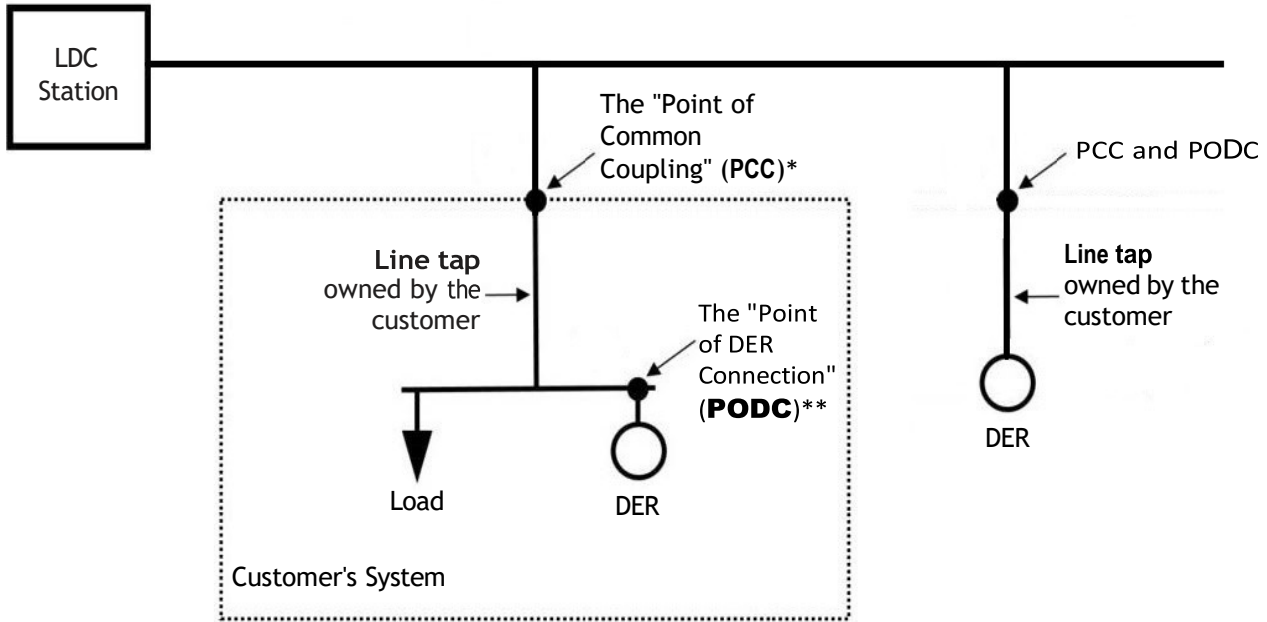 LDC
Station
The "Point of
Common
Coupling" (PCC)*
PCC and PODC
Line tap
owned by the
customer
The "Point
of DER
Connection"
(PODC)**
Line tap
owned by the
customer
Load
DER
DER
Customer's System